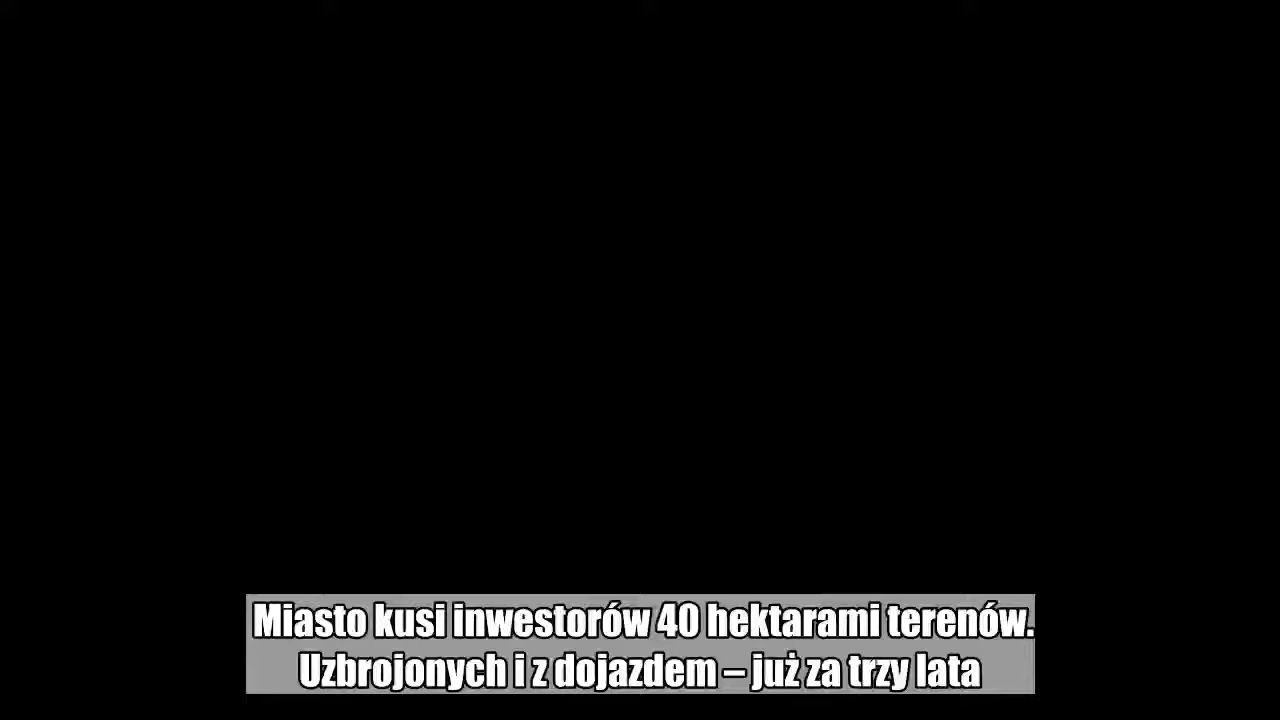 Miasto kusi inwestorów 40 hektarami terenów.
Uzbrojonych i z dojazdem – już za trzy lata